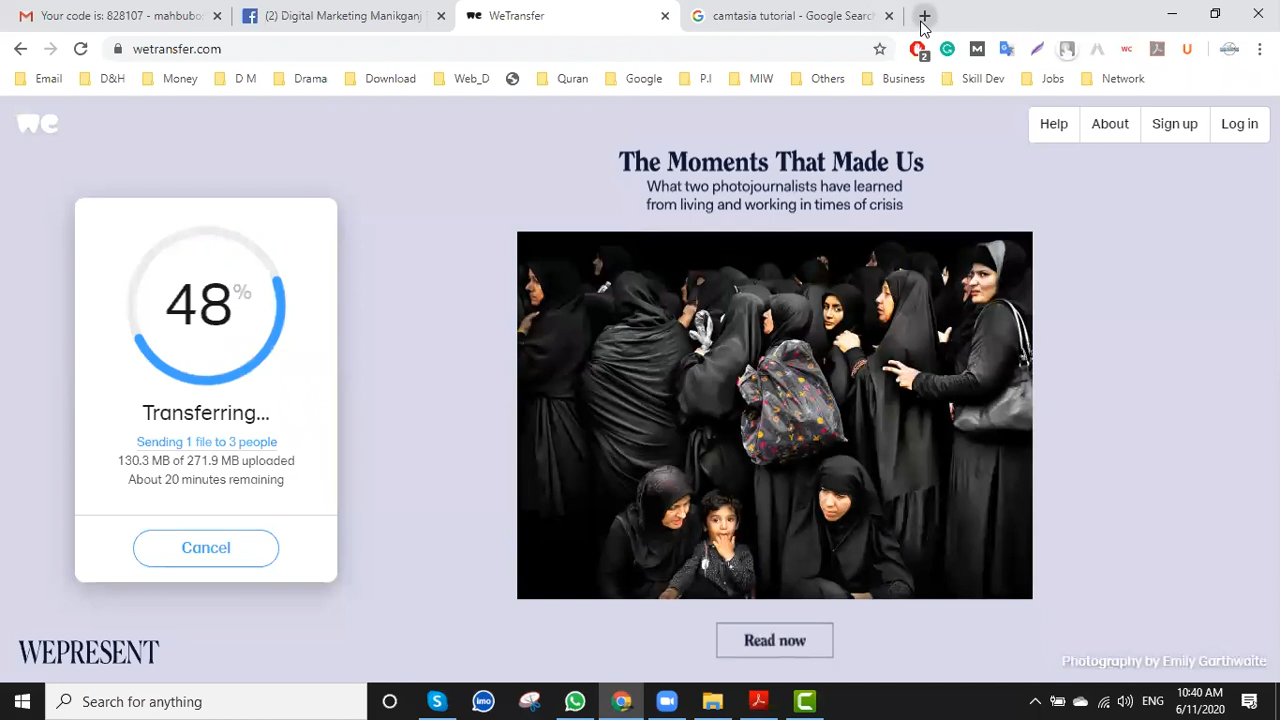 Your code is: 828107 - mahbubo
(2) Digital Marketing Manikganj
WeTransfer
camtasia tutorial - Google Search
wetransfer.com
2
Email
D&H
Money
D M
Drama
Download
Web_D
Quran
Google
P.I
MIW
Others
Business
Skill Dev
Jobs
Network
we
Help
About
Sign up
Log in
The Moments That Made Us
What two photojournalists have learned
from living and working in times of crisis
48%
Transferring...
Sending 1 file to 3 people
130.3 MB of 271.9 MB uploaded
About 20 minutes remaining
Cancel
WEPRESENT
Read now
Photography by Emily Garthwaite
Search for anything
imo
ENG
10:40 AM
6/11/2020